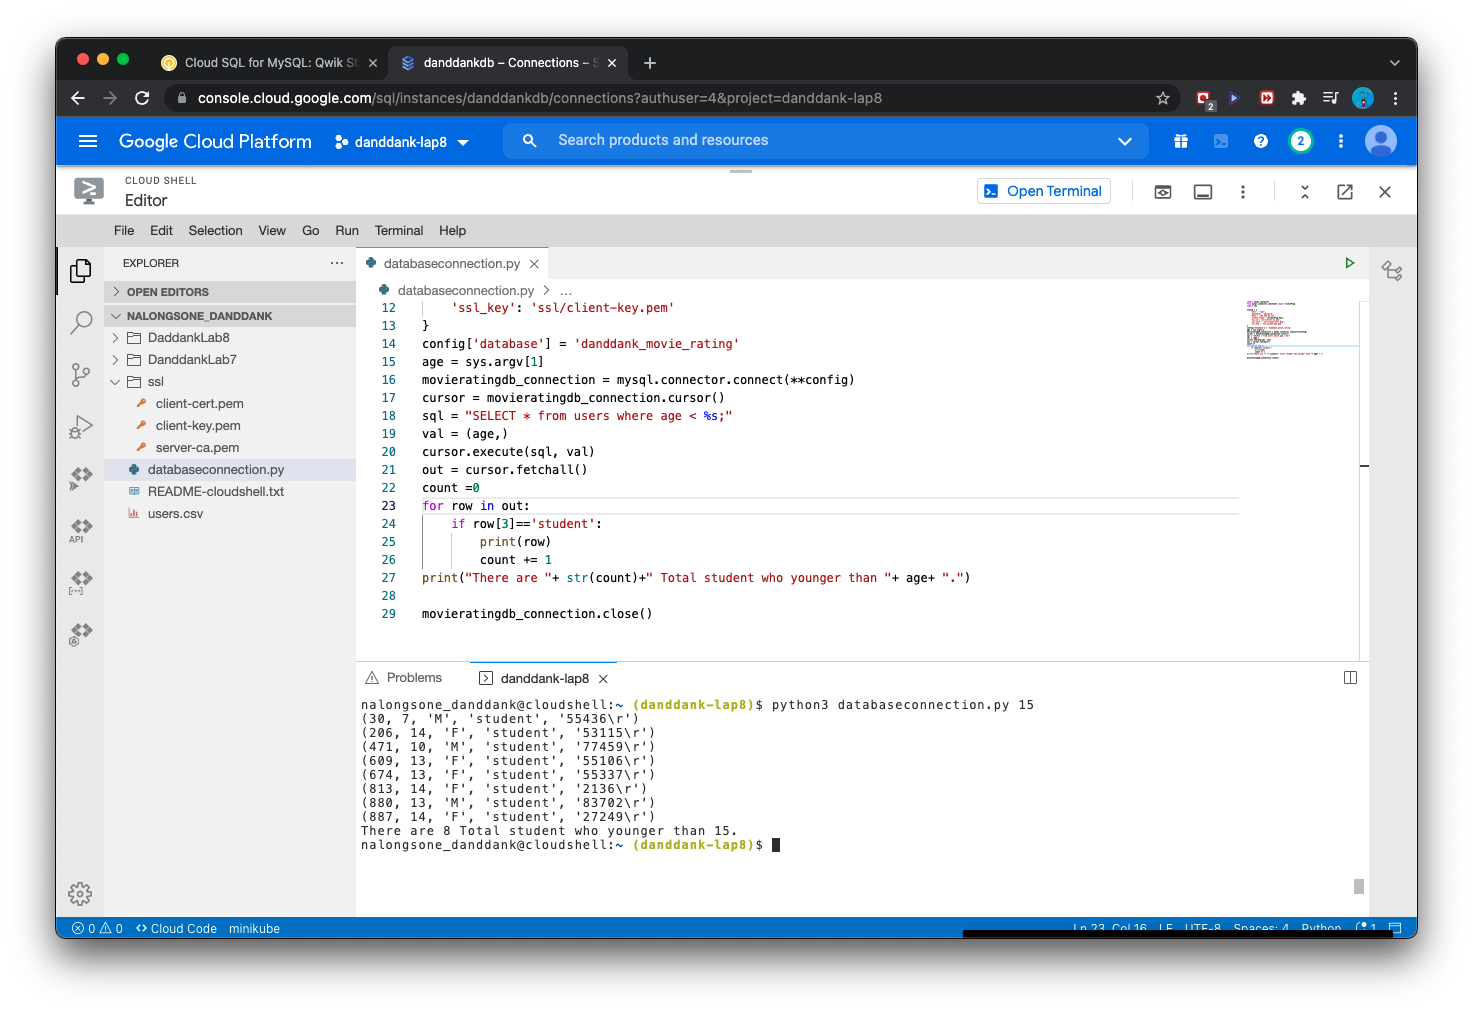 Cloud SQL for MySQL: Qwik St
danddankdb – Connections – S
console.cloud.google.com/sql/instances/danddankdb/connections?authuser=4&project=danddank-lap8
2
Google Cloud Platform
danddank-lap8
Search products and resources
2
CLOUD SHELL
Editor
Open Terminal
File Edit Selection View Go Run Terminal Help
EXPLORER
OPEN EDITORS
NALONGSONE_DANDDANK
DaddankLab8
DanddankLab7
ssl
client-cert.pem
client-key.pem
server-ca.pem
databaseconnection.py
README-cloudshell.txt
users.csv
API
databaseconnection.py
databaseconnection.py > ...
12 'ssl_key': 'ssl/client-key.pem'
13 }
14 config['database'] = 'danddank_movie_rating'
15 age = sys.argv[1]
16 movieratingdb_connection = mysql.connector.connect(**config)
17 cursor = movieratingdb_connection.cursor()
18 sql = "SELECT * from users where age < %s;"
19 val = (age,)
20 cursor.execute(sql, val)
21 out = cursor.fetchall()
22 count =0
23 for row in out:
24 if row[3]=='student':
25 print(row)
26 count += 1
27 print("There are "+ str(count)+" Total student who younger than "+ age+ ".")
28
29 movieratingdb_connection.close()
Problems
danddank-lap8
nalongsone_danddank@cloudshell:~ (danddank-lap8)$ python3 databaseconnection.py 15
(30, 7, 'M', 'student', '55436\r')
(206, 14, 'F', 'student', '53115\r')
(471, 10, 'M', 'student', '77459\r')
(609, 13, 'F', 'student', '55106\r')
(674, 13, 'F', 'student', '55337\r')
(813, 14, 'F', 'student', '2136\r')
(880, 13, 'M', 'student', '83702\r')
(887, 14, 'F', 'student', '27249\r')
There are 8 Total student who younger than 15.
nalongsone_danddank@cloudshell:~ (danddank-lap8)$
0 0 Cloud Code minikube
Ln 23, Col 16 LF UTF-8 Spaces: 4 Python 1